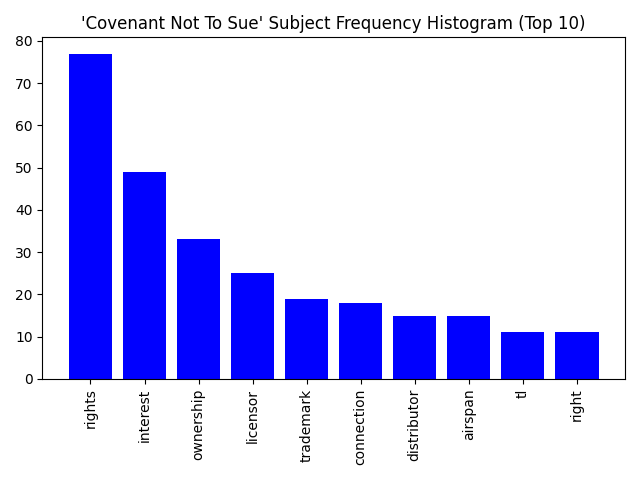 'Covenant Not To Sue' Subject Frequency Histogram (Top 10)
80
70
60
50
40
30
20
10
0
rights
interest
ownership
licensor
trademark
connection
distributor
airspan
tl
right